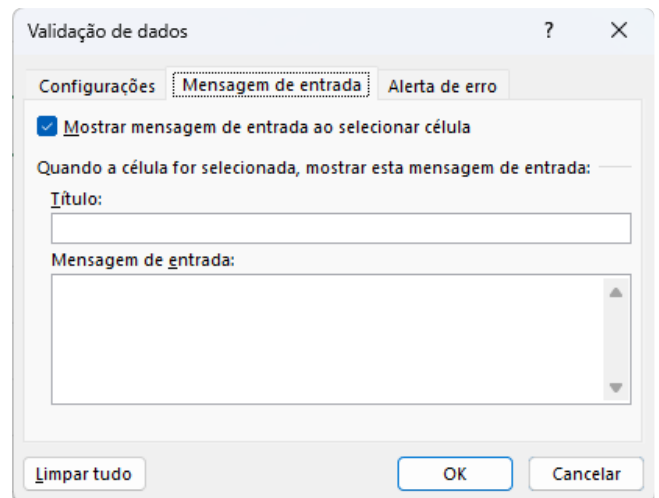 Validação de dados ? X
Configurações Mensagem de entrada Alerta de erro
Mostrar mensagem de entrada ao selecionar célula
Quando a célula for selecionada, mostrar esta mensagem de entrada:
Título:
Mensagem de entrada:
Limpar tudo OK Cancelar